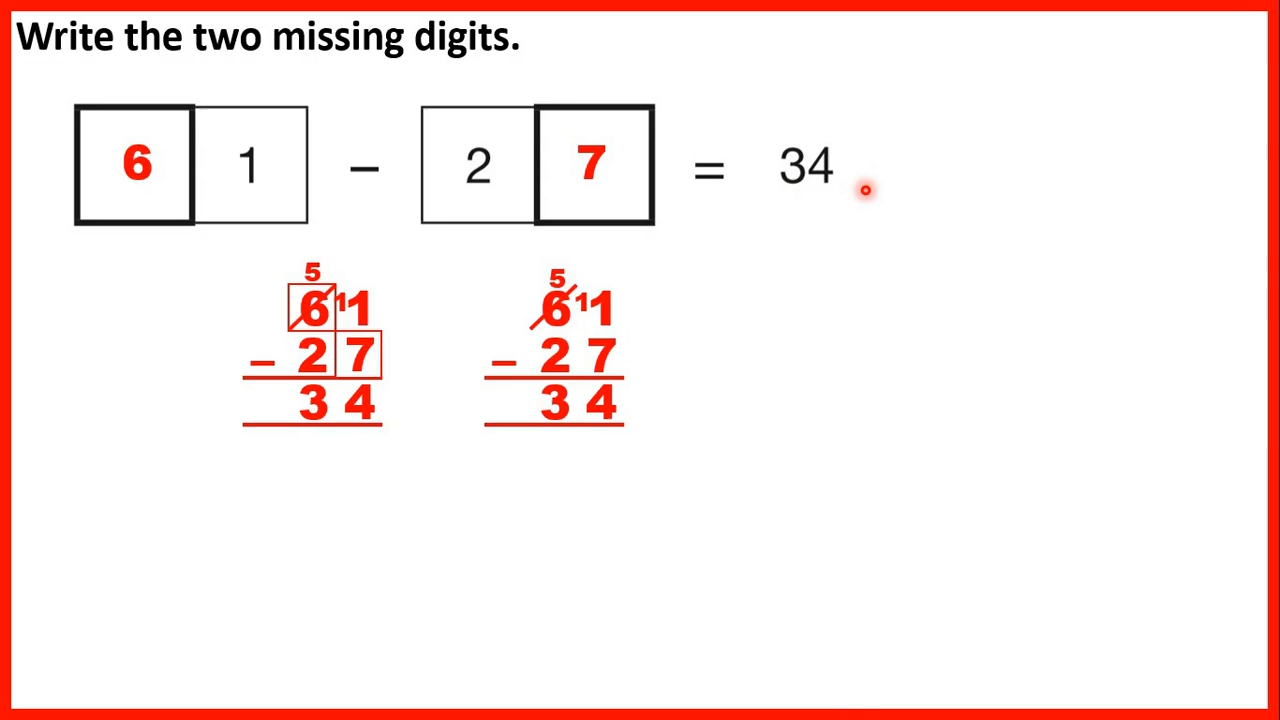 Write the two missing digits.
6 1 – 2 7 = 34
5 5
6 11 6 11
– 2 7 – 2 7
3 4 3 4